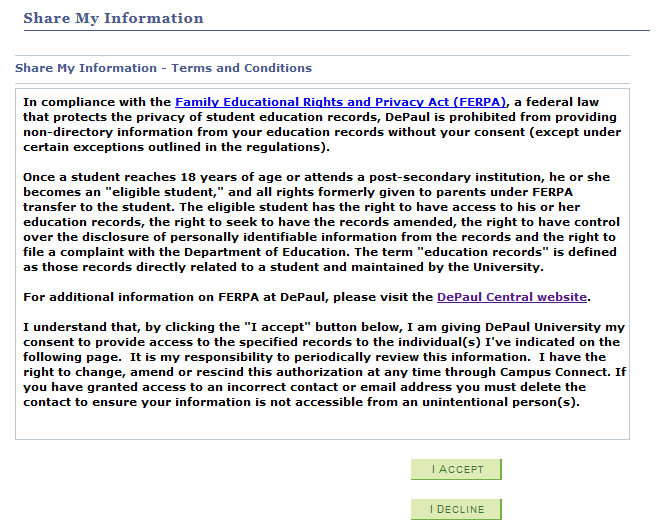 Share My Information
Share My Information - Terms and Conditions
In compliance with the Family Educational Rights and Privacy Act (FERPA), a federal law
that protects the privacy of student education records, DePaul is prohibited from providing
non-directory information from your education records without your consent (except under
certain exceptions outlined in the regulations).
Once a student reaches 18 years of age or attends a post-secondary institution, he or she
becomes an "eligible student," and all rights formerly given to parents under FERPA
transfer to the student. The eligible student has the right to have access to his or her
education records, the right to seek to have the records amended, the right to have control
over the disclosure of personally identifiable information from the records and the right to
file a complaint with the Department of Education. The term "education records" is defined
as those records directly related to a student and maintained by the University.
For additional information on FERPA at DePaul, please visit the DePaul Central website.
I understand that, by clicking the "I accept" button below, I am giving DePaul University my
consent to provide access to the specified records to the individual(s) I've indicated on the
following page.  It is my responsibility to periodically review this information.  I have the
right to change, amend or rescind this authorization at any time through Campus Connect. If
you have granted access to an incorrect contact or email address you must delete the
contact to ensure your information is not accessible from an unintentional person(s).
I ACCEPT
I DECLINE